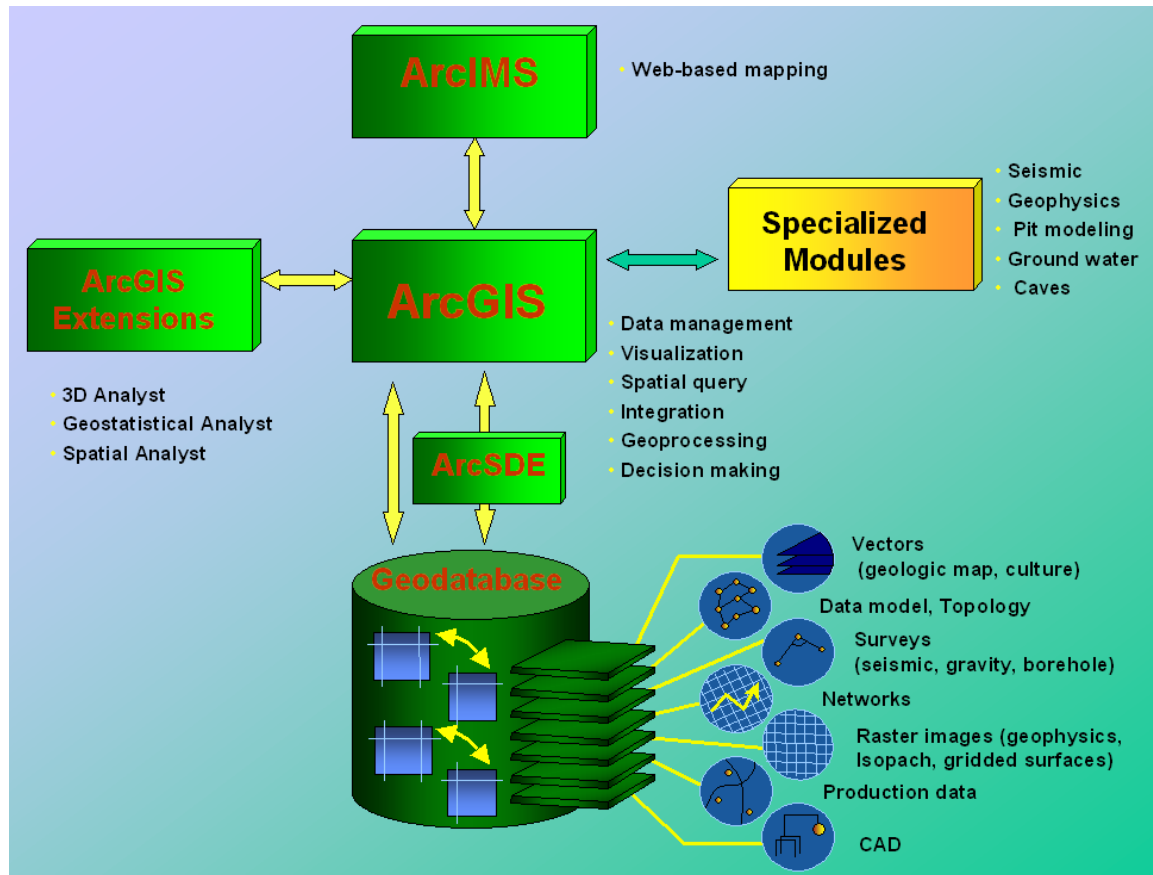 ArcIMS
• Web-based mapping
• Seismic
• Geophysics
• Pit modeling
• Ground water
• Caves
Specialized
Modules
ArcGIS
Extensions
ArcGIS
• Data management
• Visualization
• Spatial query
• Integration
• Geoprocessing
• Decision making
• 3D Analyst
• Geostatistical Analyst
• Spatial Analyst
ArcSDE
Geodatabase
Vectors
(geologic map, culture)
Data model, Topology
Surveys
(seismic, gravity, borehole)
Networks
Raster images (geophysics,
Isopach, gridded surfaces)
Production data
CAD